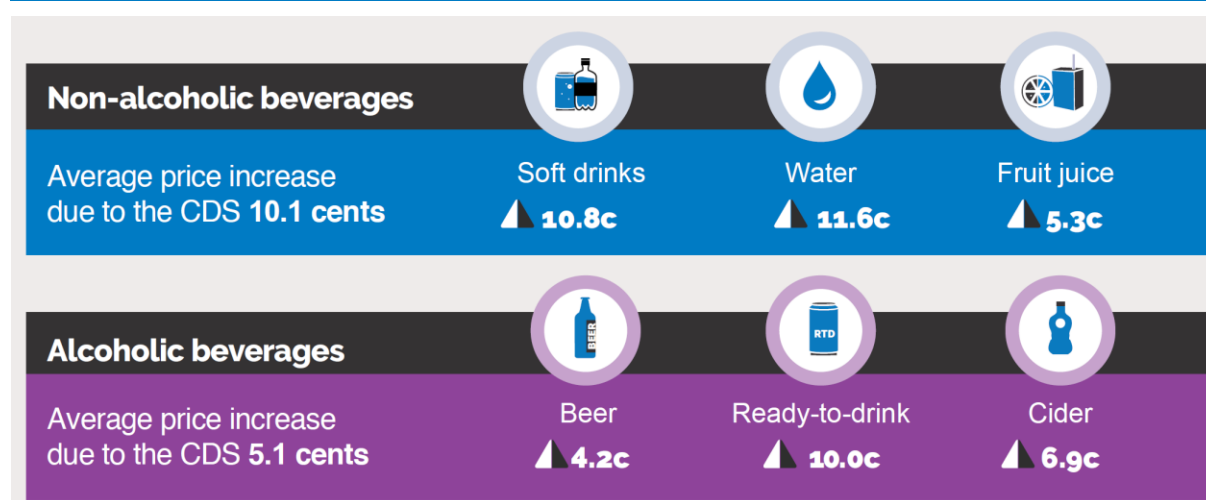 Non-alcoholic beverages
Average price increase
due to the CDS 10.1 cents
Soft drinks
10.8c
Water
11.6c
Fruit juice
5.3c
Alcoholic beverages
Average price increase
due to the CDS 5.1 cents
BEER
Beer
4.2c
RTD
Ready-to-drink
10.0c
Cider
6.9c